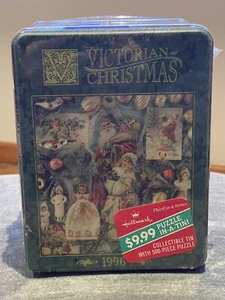 V VICTORIAN
CHRISTMAS
Third in a Series
Hallmark
$9.99 PUZZLE
IN-A-TIN!
COLLECTIBLE TIN
WITH 500-PIECE PUZZLE
1996